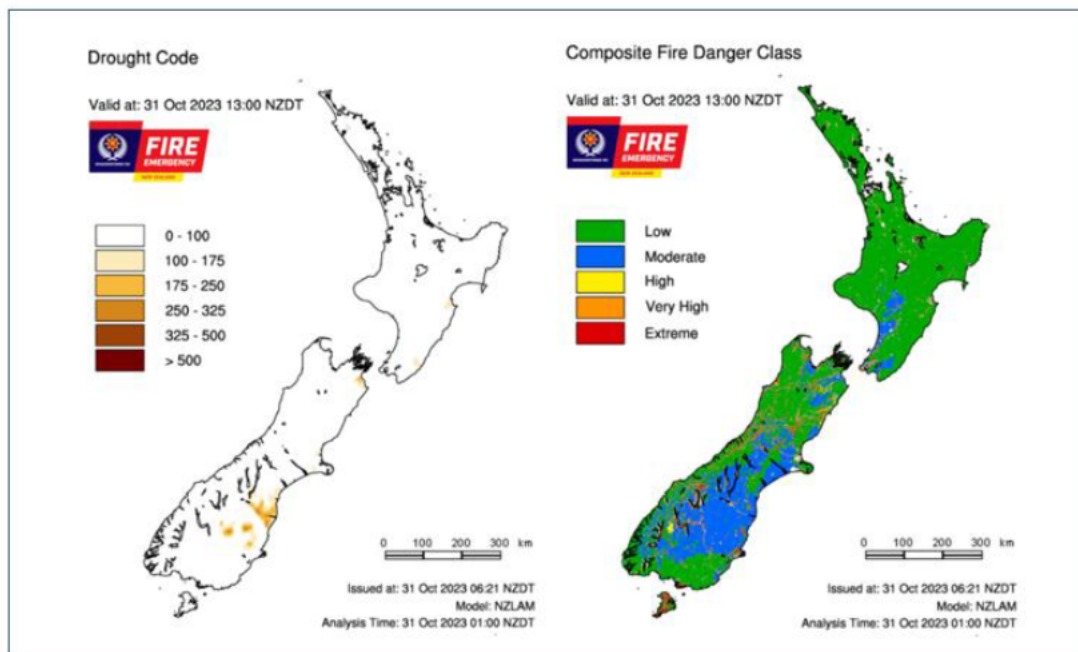 Drought Code
Valid at: 31 Oct 2023 13:00 NZDT
FIRE
EMERGENCY
NEW ZEALAND
0 - 100
100 - 175
175 - 250
250 - 325
325 - 500
> 500
0 100 200 300 km
Issued at: 31 Oct 2023 06:21 NZDT
Model: NZLAM
Analysis Time: 31 Oct 2023 01:00 NZDT
Composite Fire Danger Class
Valid at: 31 Oct 2023 13:00 NZDT
FIRE
EMERGENCY
NEW ZEALAND
Low
Moderate
High
Very High
Extreme
0 100 200 300 km
Issued at: 31 Oct 2023 06:21 NZDT
Model: NZLAM
Analysis Time: 31 Oct 2023 01:00 NZDT